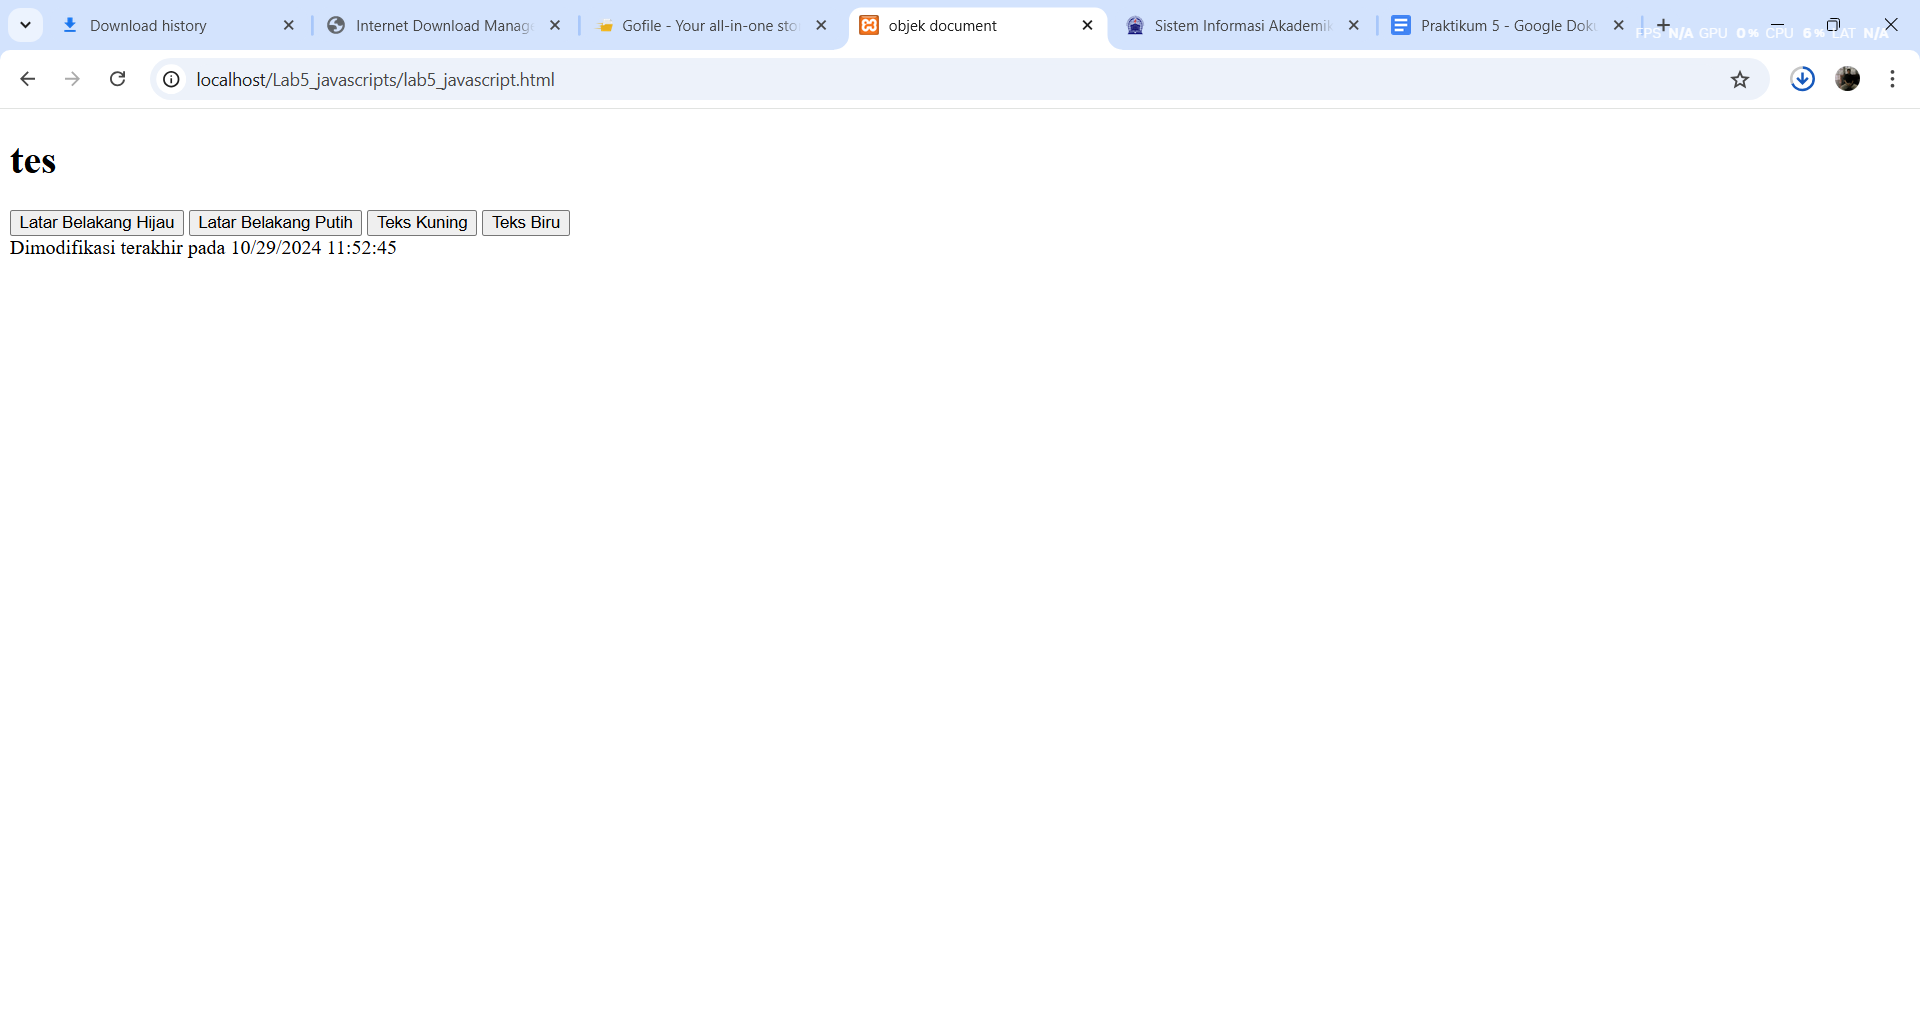 Download history
Internet Download Manage
Gofile - Your all-in-one sto
objek document
Sistem Informasi Akademik
Praktikum 5 - Google Doku
FPS N/A GPU 0% CPU 6% LAT N/A
localhost/Lab5_javascripts/lab5_javascript.html
tes
Latar Belakang Hijau Latar Belakang Putih Teks Kuning Teks Biru
Dimodifikasi terakhir pada 10/29/2024 11:52:45